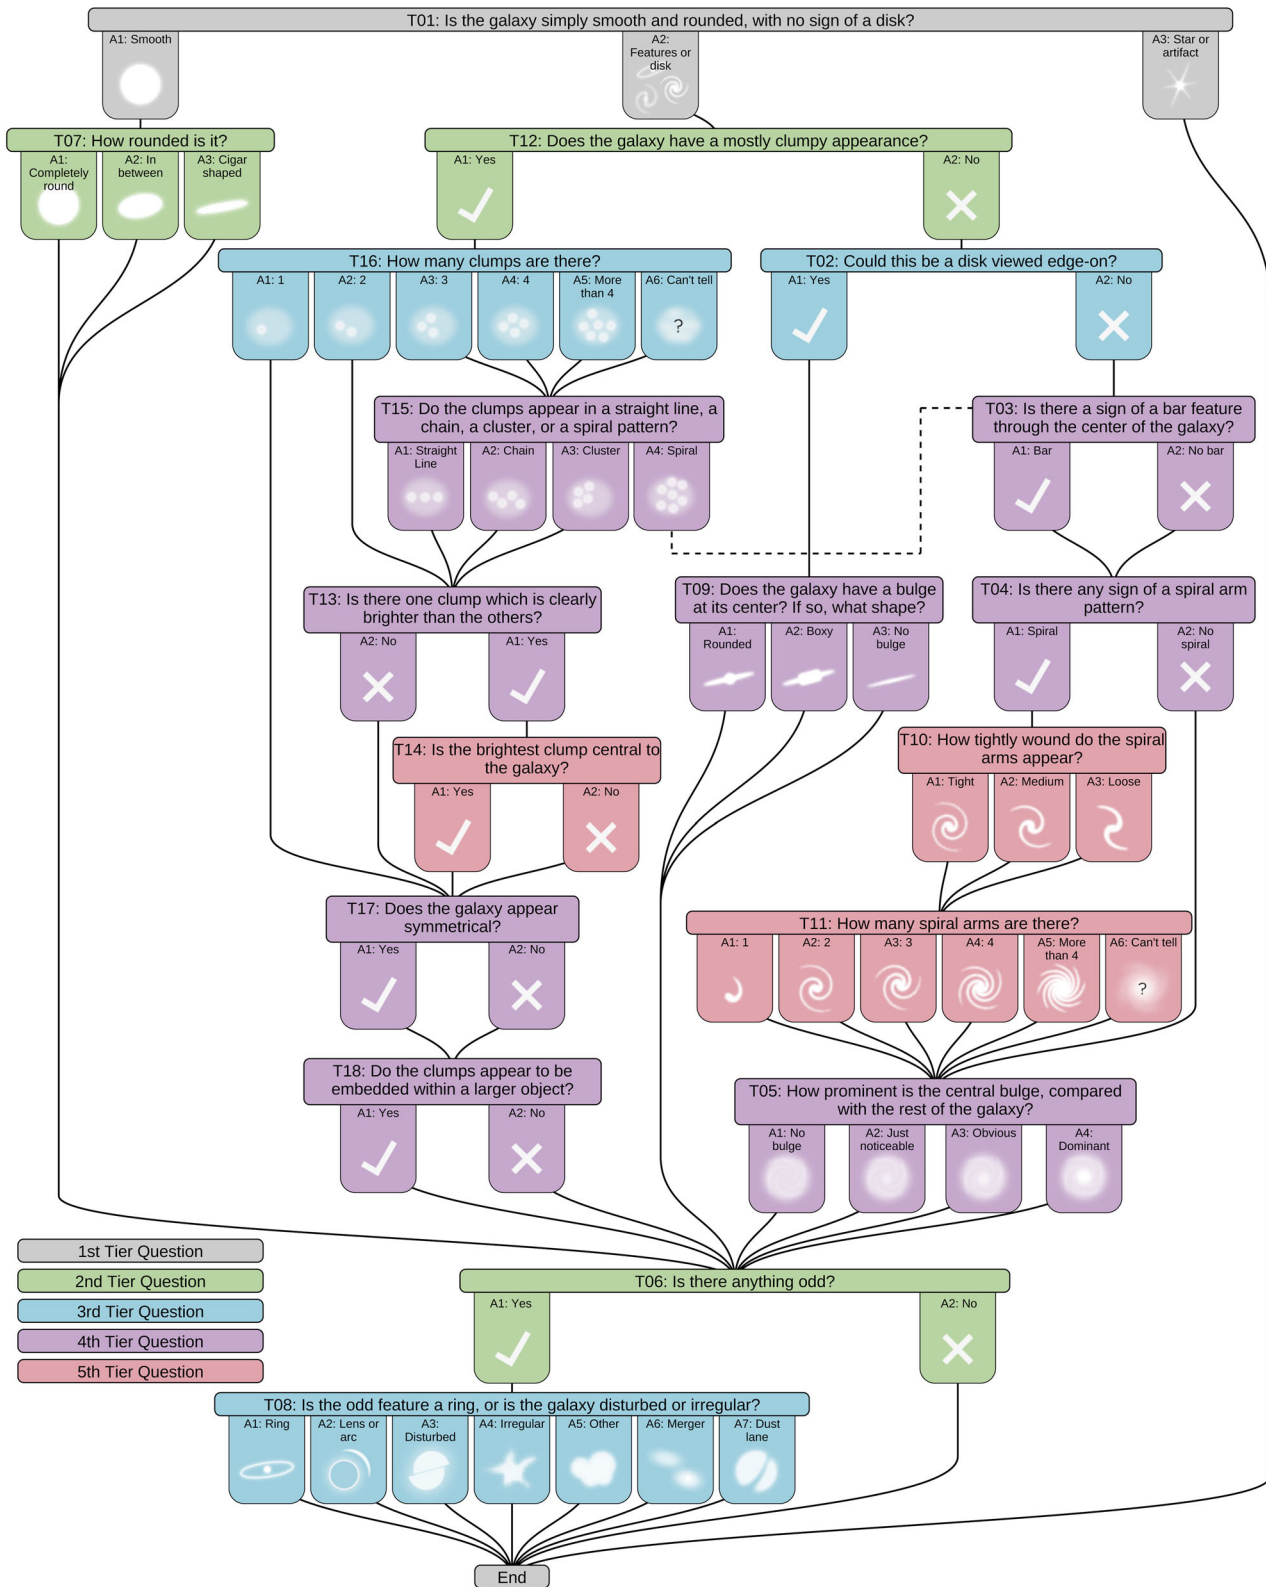 T01: Is the galaxy simply smooth and rounded, with no sign of a disk?
A1: Smooth
A2:
Features or
disk
A3: Star or
artifact
T07: How rounded is it?
A1:
Completely
round
A2: In
between
A3: Cigar
shaped
T12: Does the galaxy have a mostly clumpy appearance?
A1: Yes
A2: No
T16: How many clumps are there?
A1: 1
A2: 2
A3: 3
A4: 4
A5: More
than 4
A6: Can't tell
?
T02: Could this be a disk viewed edge-on?
A1: Yes
A2: No
T15: Do the clumps appear in a straight line, a
chain, a cluster, or a spiral pattern?
A1: Straight
Line
A2: Chain
A3: Cluster
A4: Spiral
T03: Is there a sign of a bar feature
through the center of the galaxy?
A1: Bar
A2: No bar
T13: Is there one clump which is clearly
brighter than the others?
A2: No
A1: Yes
T09: Does the galaxy have a bulge
at its center? If so, what shape?
A1:
Rounded
A2: Boxy
A3: No
bulge
T04: Is there any sign of a spiral arm
pattern?
A1: Spiral
A2: No
spiral
T14: Is the brightest clump central to
the galaxy?
A1: Yes
A2: No
T10: How tightly wound do the spiral
arms appear?
A1: Tight
A2: Medium
A3: Loose
T17: Does the galaxy appear
symmetrical?
A1: Yes
A2: No
T11: How many spiral arms are there?
A1: 1
A2: 2
A3: 3
A4: 4
A5: More
than 4
A6: Can't tell
?
T18: Do the clumps appear to be
embedded within a larger object?
A1: Yes
A2: No
T05: How prominent is the central bulge, compared
with the rest of the galaxy?
A1: No
bulge
A2: Just
noticeable
A3: Obvious
A4:
Dominant
1st Tier Question
2nd Tier Question
3rd Tier Question
4th Tier Question
5th Tier Question
T06: Is there anything odd?
A1: Yes
A2: No
T08: Is the odd feature a ring, or is the galaxy disturbed or irregular?
A1: Ring
A2: Lens or
arc
A3:
Disturbed
A4: Irregular
A5: Other
A6: Merger
A7: Dust
lane
End